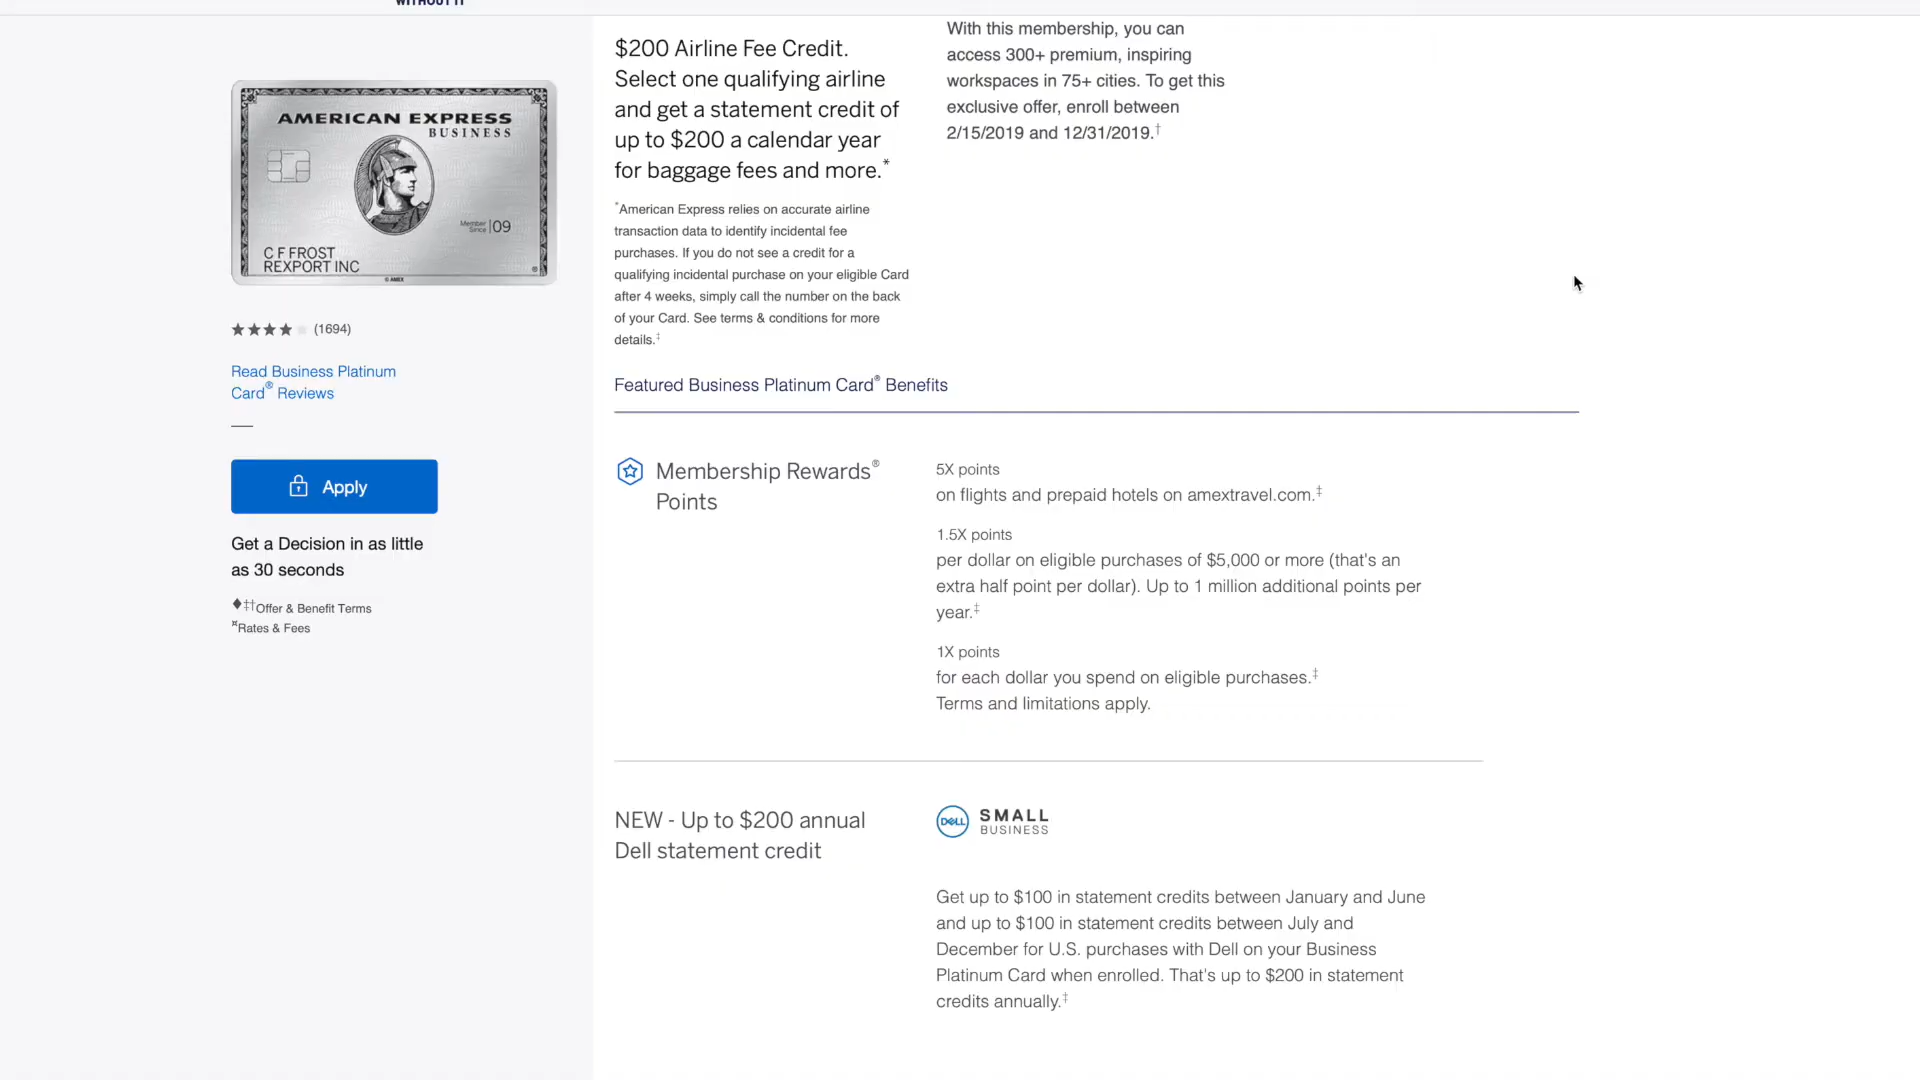 WITHOUT IT
AMERICAN EXPRESS
BUSINESS
Member
Since 09
C F FROST
REXPORT INC
© AMEX
(1694)
Read Business Platinum
Card® Reviews
Apply
Get a Decision in as little
as 30 seconds
♦‡†Offer & Benefit Terms
¤Rates & Fees
$200 Airline Fee Credit.
Select one qualifying airline
and get a statement credit of
up to $200 a calendar year
for baggage fees and more.*
*American Express relies on accurate airline
transaction data to identify incidental fee
purchases. If you do not see a credit for a
qualifying incidental purchase on your eligible Card
after 4 weeks, simply call the number on the back
of your Card. See terms & conditions for more
details.‡
With this membership, you can
access 300+ premium, inspiring
workspaces in 75+ cities. To get this
exclusive offer, enroll between
2/15/2019 and 12/31/2019.†
Featured Business Platinum Card® Benefits
Membership Rewards®
Points
5X points
on flights and prepaid hotels on amextravel.com.‡
1.5X points
per dollar on eligible purchases of $5,000 or more (that's an
extra half point per dollar). Up to 1 million additional points per
year.‡
1X points
for each dollar you spend on eligible purchases.‡
Terms and limitations apply.
NEW - Up to $200 annual
Dell statement credit
DELL
SMALL
BUSINESS
Get up to $100 in statement credits between January and June
and up to $100 in statement credits between July and
December for U.S. purchases with Dell on your Business
Platinum Card when enrolled. That's up to $200 in statement
credits annually.‡